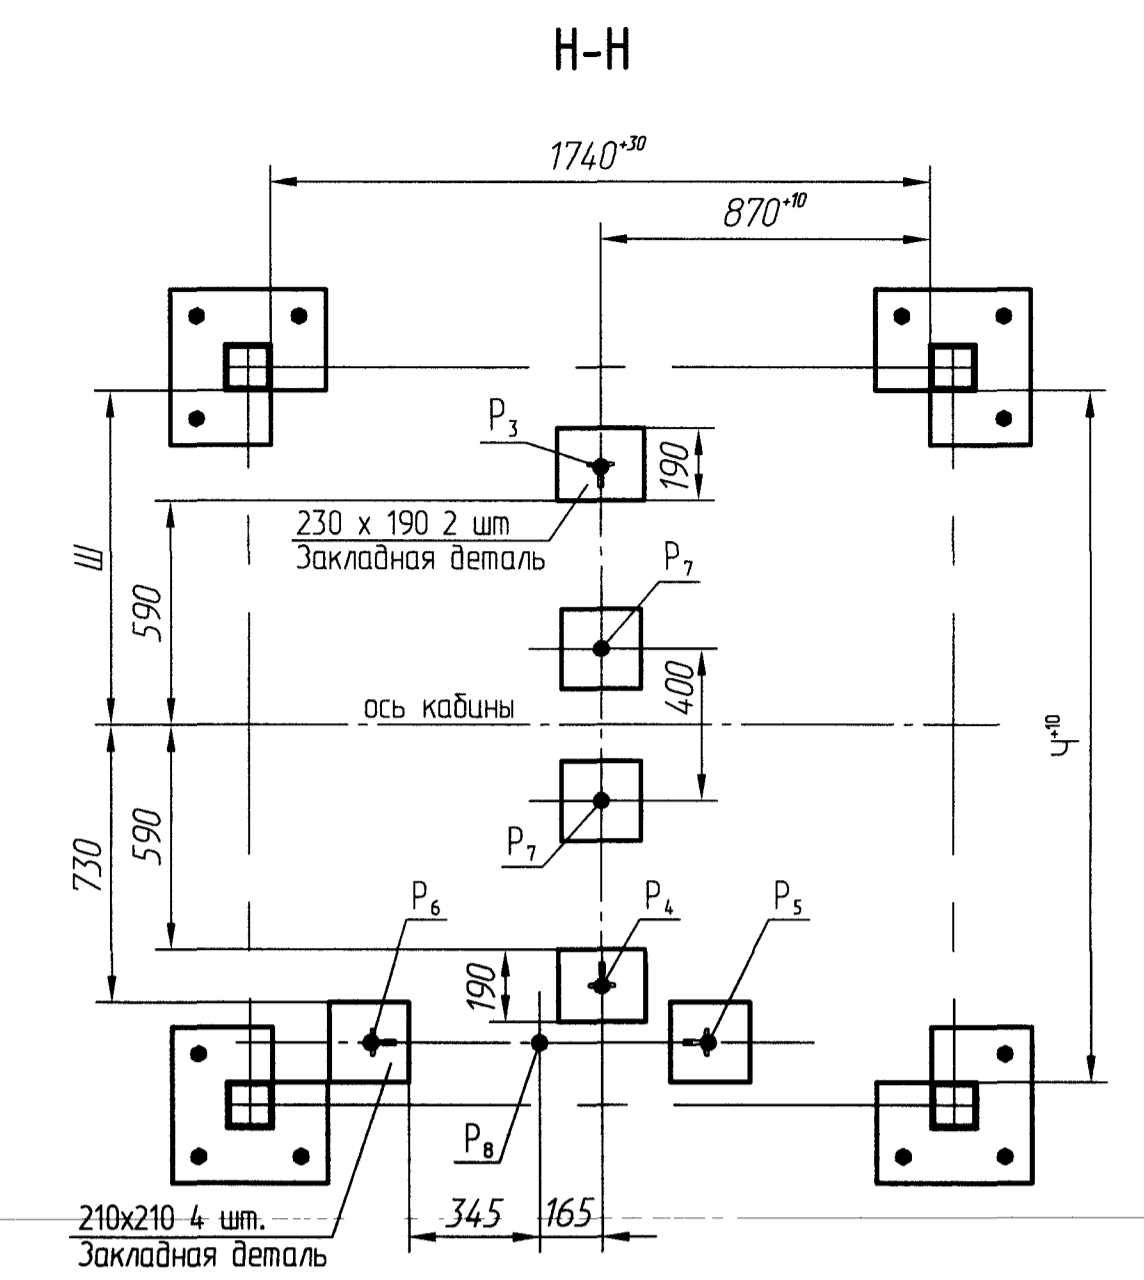 Н-Н
1740⁺³⁰
870⁺¹⁰
P₃
190
230 х 190 2 шт
Закладная деталь
Ш
590
P₇
400
ось кабины
Ч⁺¹⁰
590
730
P₇
P₆
P₄
P₅
190
P₈
345
165
210х210 4 шт.
Закладная деталь